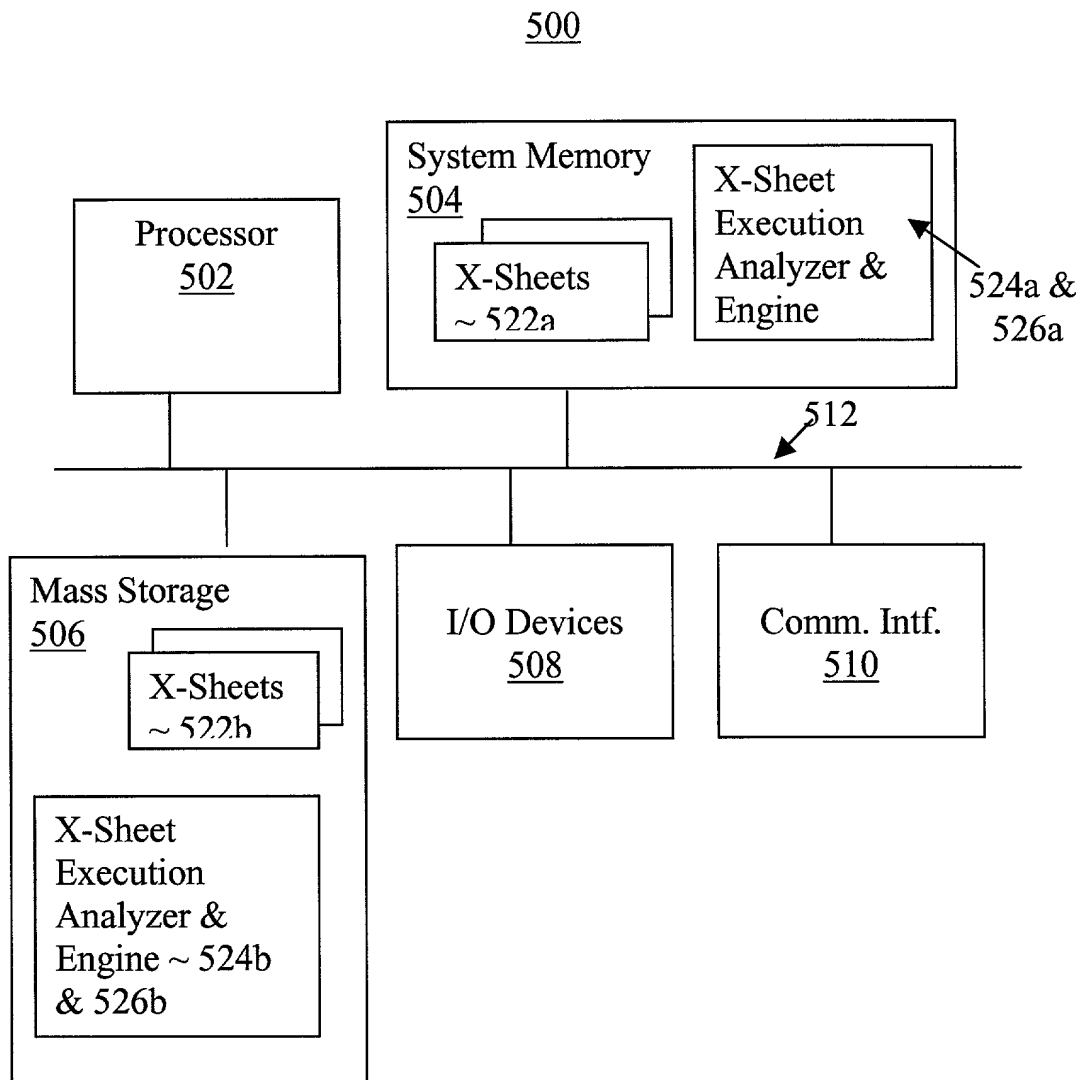 500
System Memory
504
X-Sheets
~ 522a
X-Sheet
Execution
Analyzer &
Engine
524a &
526a
Processor
502
512
Mass Storage
506
X-Sheets
~ 522b
X-Sheet
Execution
Analyzer &
Engine ~ 524b
& 526b
I/O Devices
508
Comm. Intf.
510